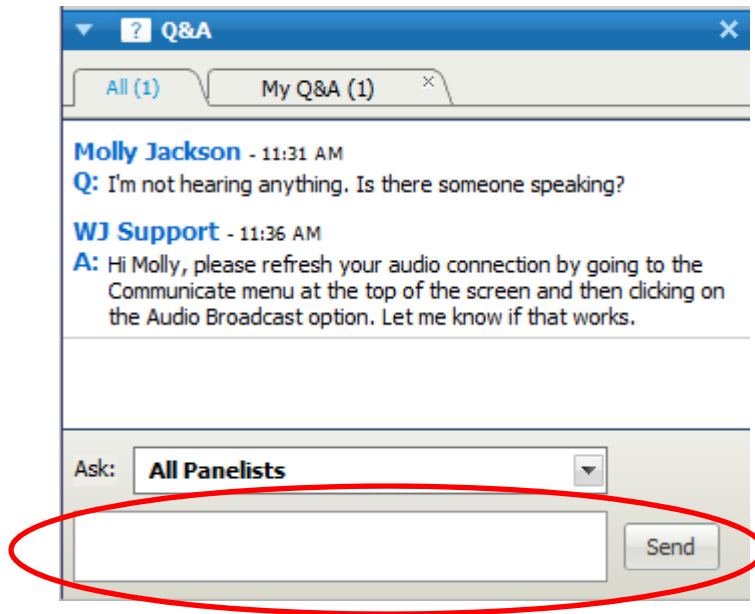 ? Q&A
All (1) My Q&A (1)
Molly Jackson - 11:31 AM
Q: I'm not hearing anything. Is there someone speaking?
WJ Support - 11:36 AM
A: Hi Molly, please refresh your audio connection by going to the
Communicate menu at the top of the screen and then clicking on
the Audio Broadcast option. Let me know if that works.
Ask: All Panelists
Send